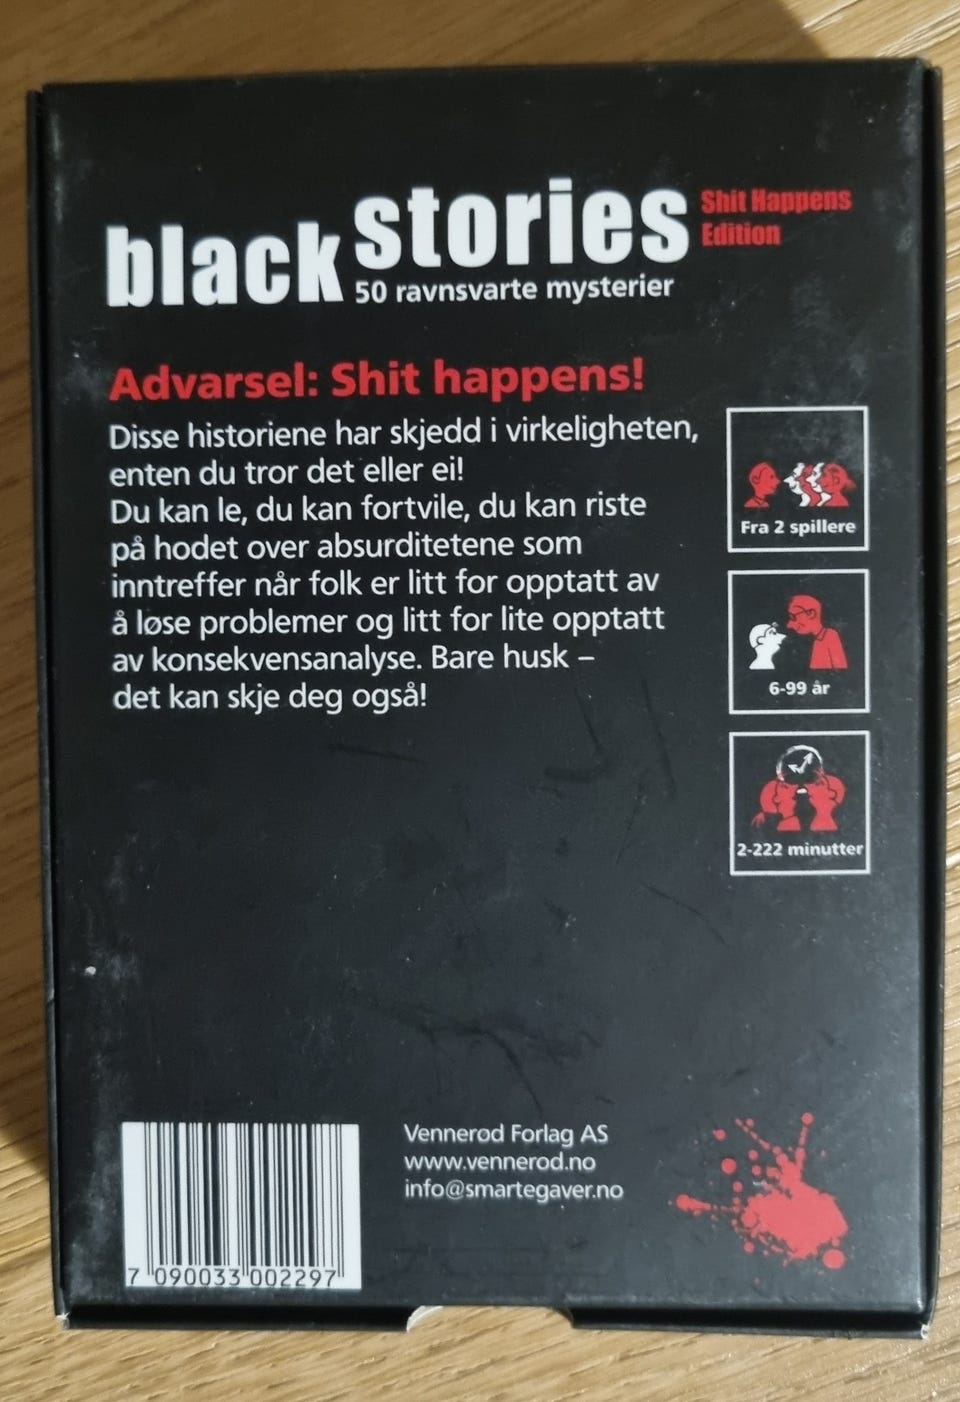 black stories Shit Happens
Edition
50 ravnsvarte mysterier
Advarsel: Shit happens!
Disse historiene har skjedd i virkeligheten,
enten du tror det eller ei!
Du kan le, du kan fortvile, du kan riste
på hodet over absurditetene som
inntreffer når folk er litt for opptatt av
å løse problemer og litt for lite opptatt
av konsekvensanalyse. Bare husk –
det kan skje deg også!
Fra 2 spillere
6-99 år
2-222 minutter
Vennerød Forlag AS
www.vennerod.no
info@smartegaver.no
7 090033 002297